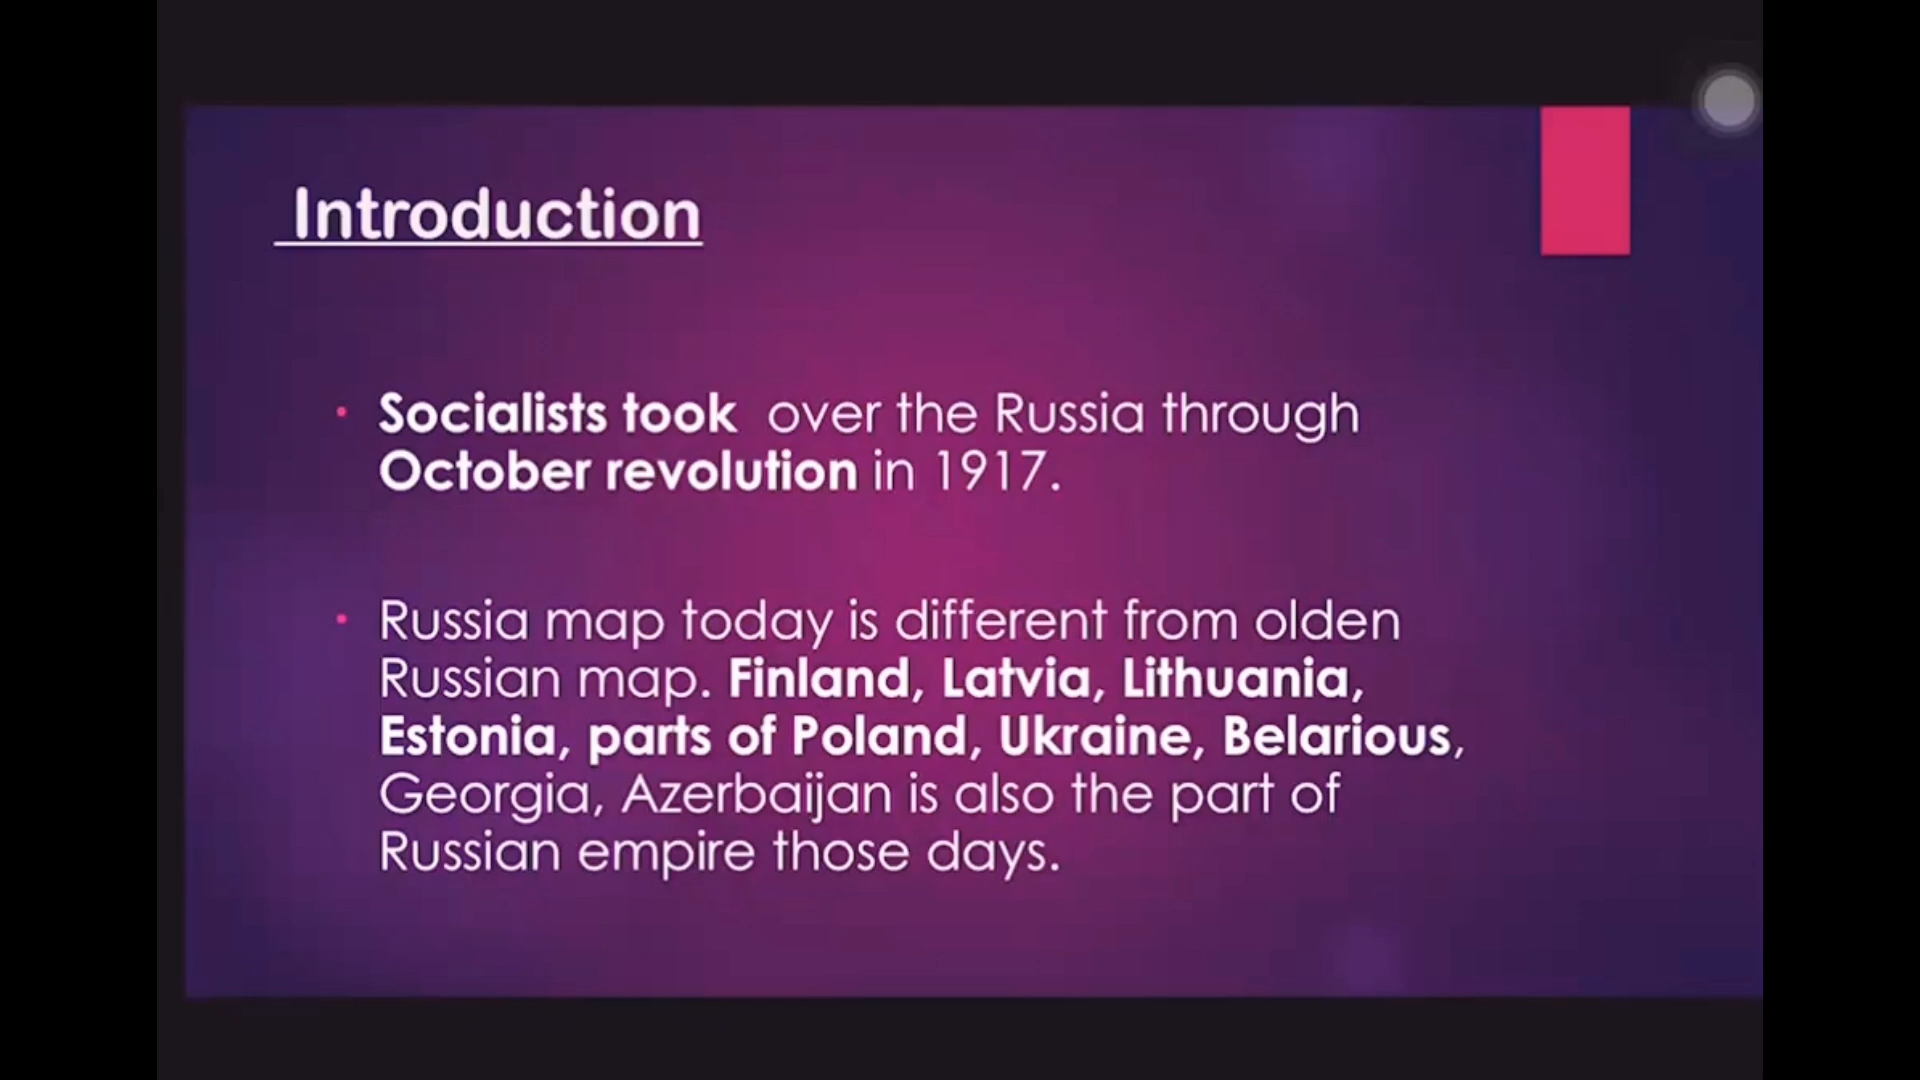 Introduction
Socialists took over the Russia through
October revolution in 1917.
Russia map today is different from olden
Russian map. Finland, Latvia, Lithuania,
Estonia, parts of Poland, Ukraine, Belarious,
Georgia, Azerbaijan is also the part of
Russian empire those days.